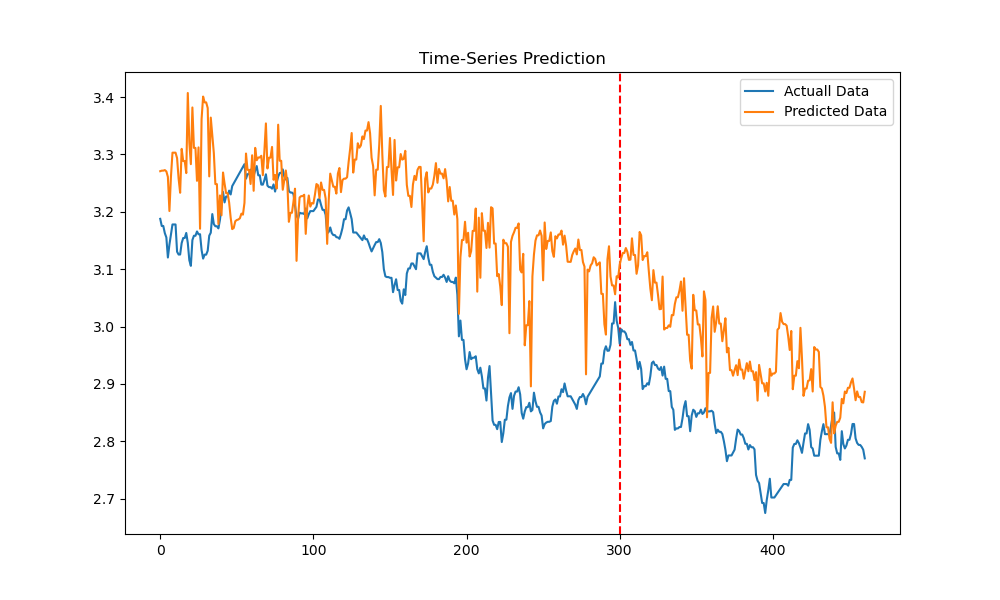 Time-Series Prediction
Actuall Data
Predicted Data
3.4
3.3
3.2
3.1
3.0
2.9
2.8
2.7
0 100 200 300 400